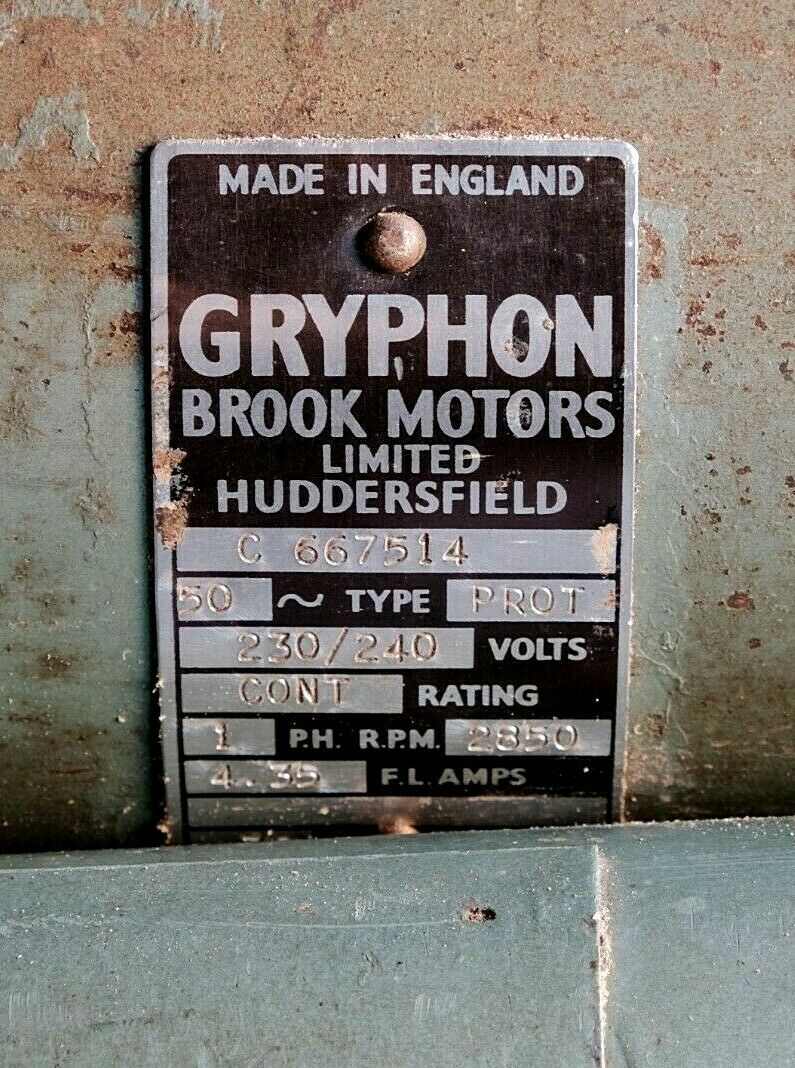 MADE IN ENGLAND
GRYPHON
BROOK MOTORS
LIMITED
HUDDERSFIELD
C 667514
50 ~ TYPE PROT
230/240 VOLTS
CONT RATING
1 P.H. R.P.M. 2850
4.35 F.L. AMPS